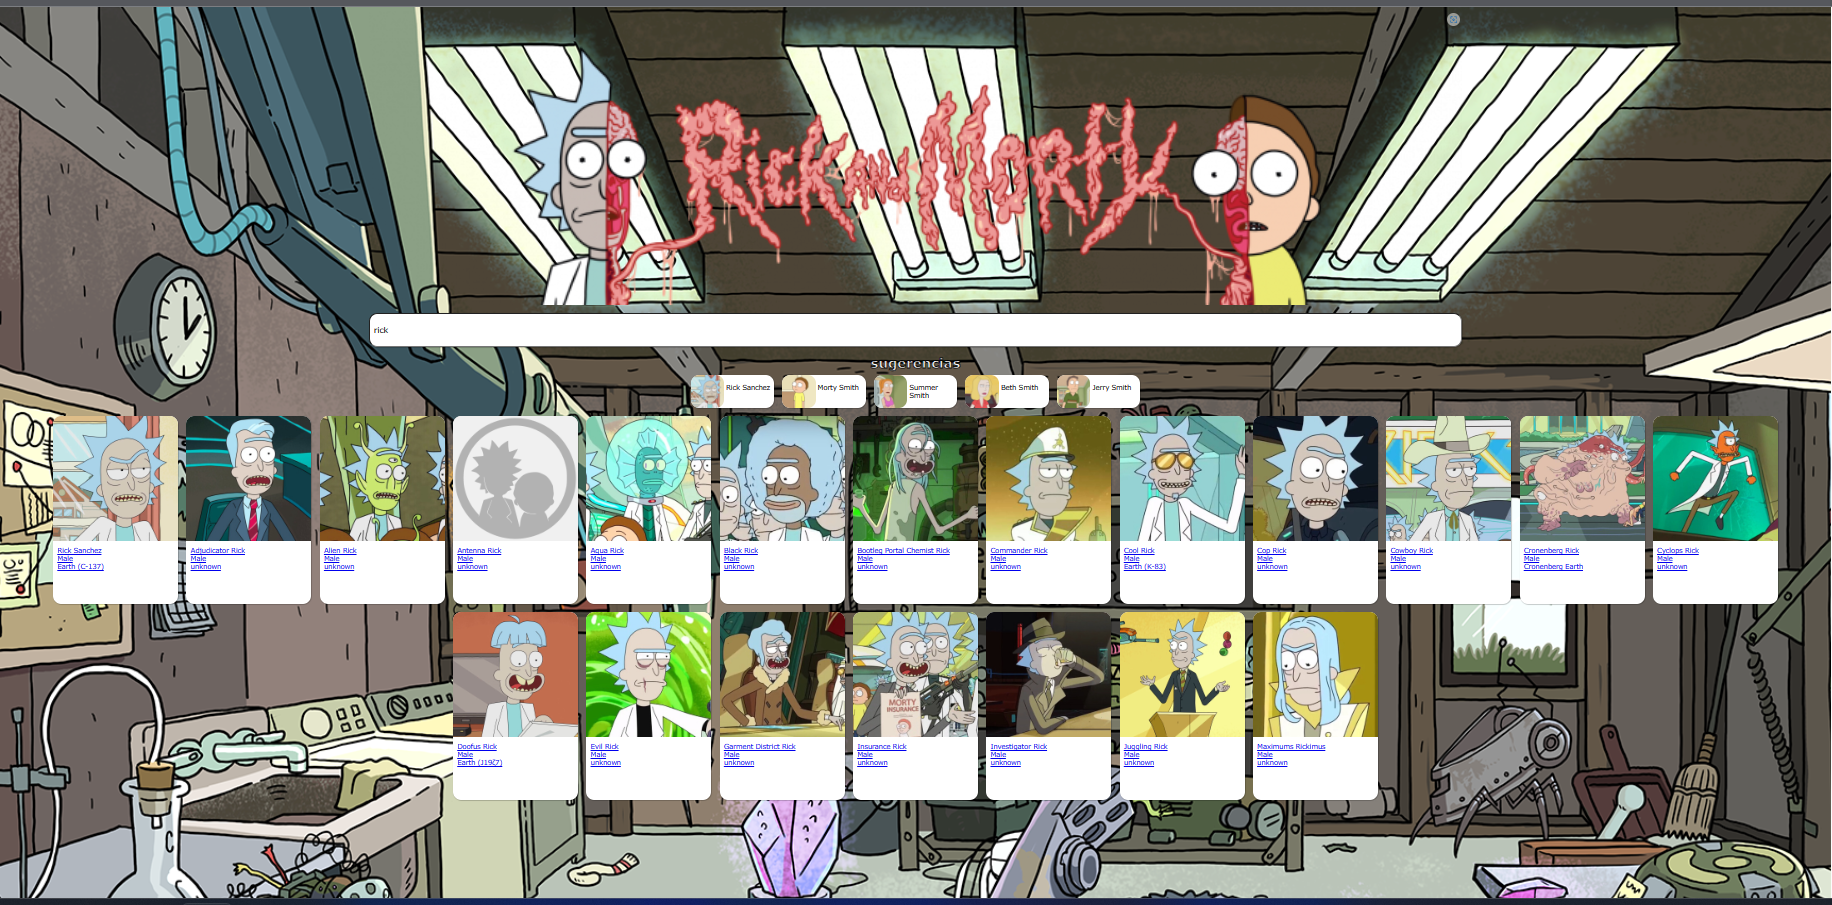 RICK AND MORTY
rick
sugerencias
Rick Sanchez
Morty Smith
Summer
Smith
Beth Smith
Jerry Smith
Rick Sanchez
Male
Earth (C-137)
Adjudicator Rick
Male
unknown
Alien Rick
Male
unknown
Antenna Rick
Male
unknown
Aqua Rick
Male
unknown
Black Rick
Male
unknown
Bootleg Portal Chemist Rick
Male
unknown
Commander Rick
Male
unknown
Cool Rick
Male
Earth (K-83)
Cop Rick
Male
unknown
Cowboy Rick
Male
unknown
Cronenberg Rick
Male
Cronenberg Earth
Cyclops Rick
Male
unknown
Doofus Rick
Male
Earth (J19ζ7)
Evil Rick
Male
unknown
Garment District Rick
Male
unknown
MORTY
INSURANCE
Insurance Rick
Male
unknown
Investigator Rick
Male
unknown
Juggling Rick
Male
unknown
Maximums Rickimus
Male
unknown